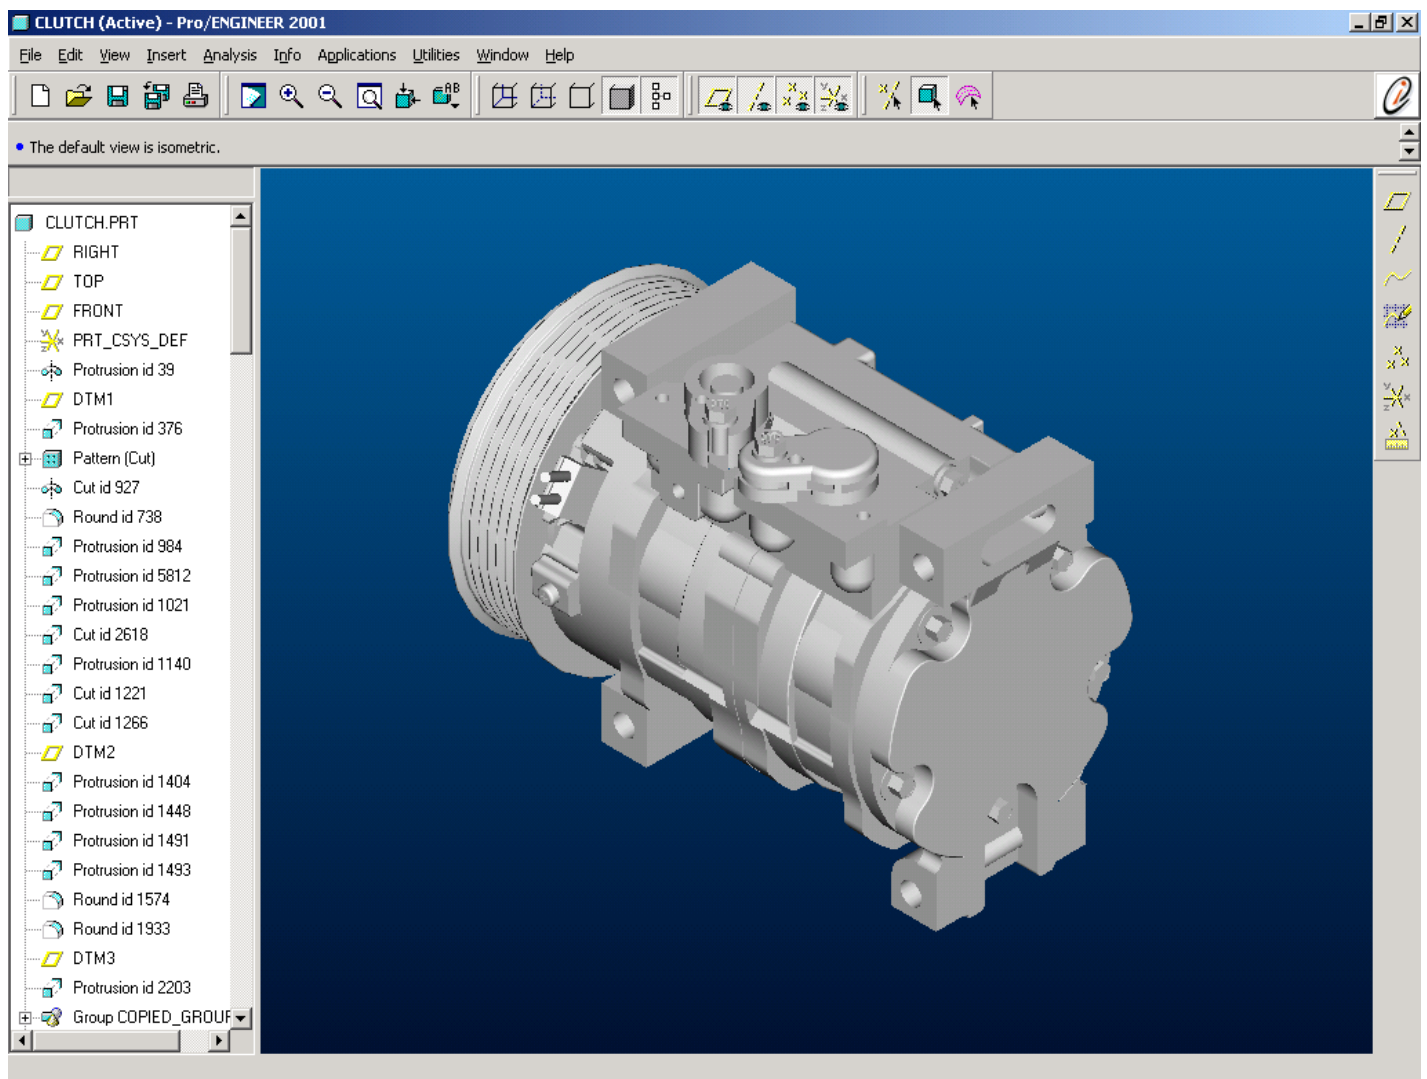 CLUTCH (Active) - Pro/ENGINEER 2001
File Edit View Insert Analysis Info Applications Utilities Window Help
The default view is isometric.
CLUTCH.PRT
RIGHT
TOP
FRONT
PRT_CSYS_DEF
Protrusion id 39
DTM1
Protrusion id 376
Pattern (Cut)
Cut id 927
Round id 738
Protrusion id 984
Protrusion id 5812
Protrusion id 1021
Cut id 2618
Protrusion id 1140
Cut id 1221
Cut id 1266
DTM2
Protrusion id 1404
Protrusion id 1448
Protrusion id 1491
Protrusion id 1493
Round id 1574
Round id 1933
DTM3
Protrusion id 2203
Group COPIED_GROUP